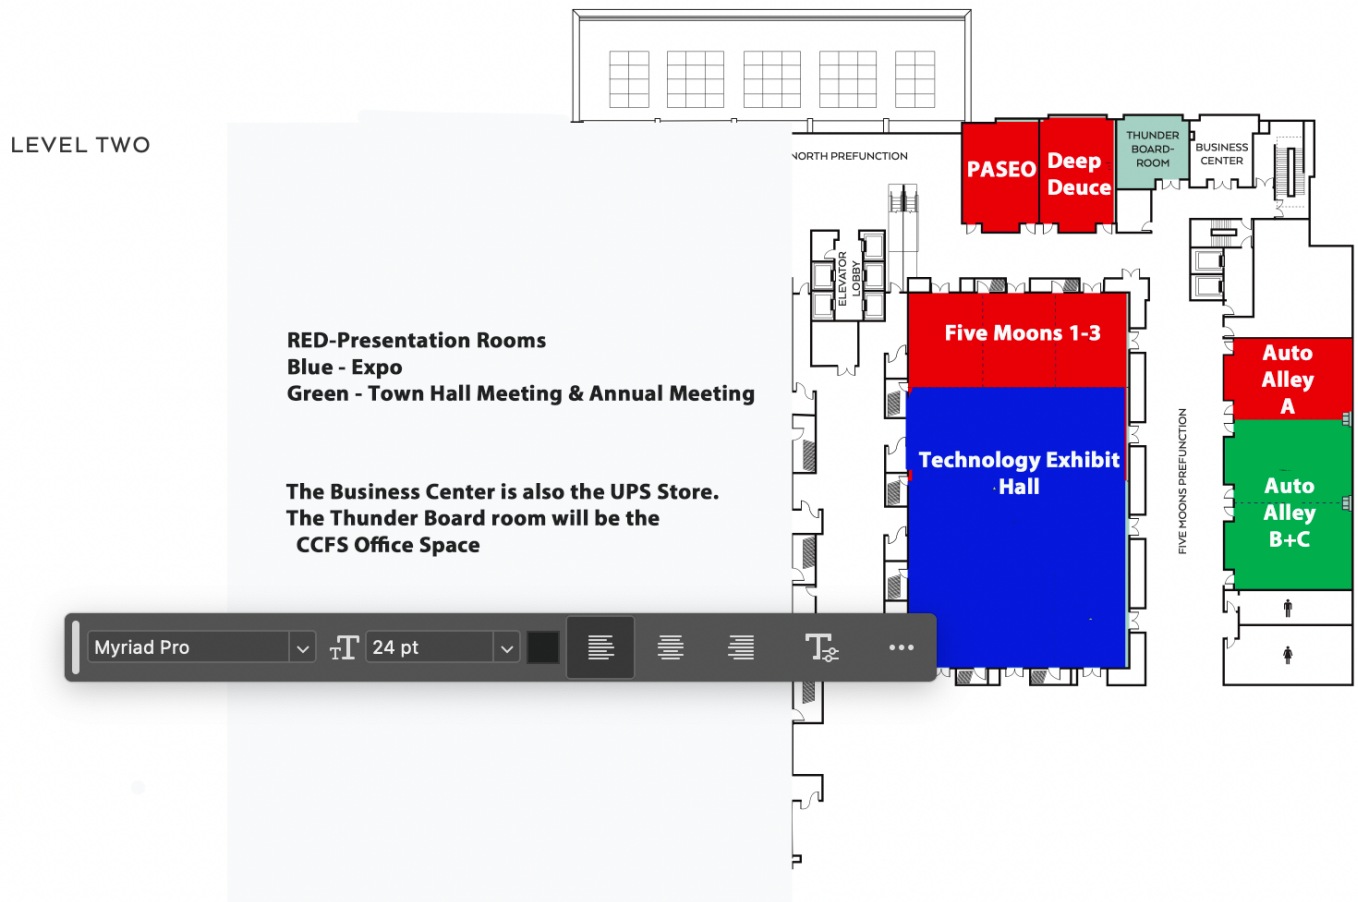 LEVEL TWO
NORTH PREFUNCTION
PASEO
Deep
Deuce
THUNDER
BOARD-
ROOM
BUSINESS
CENTER
ELEVATOR
LOBBY
RED-Presentation Rooms
Blue - Expo
Green - Town Hall Meeting & Annual Meeting
Five Moons 1-3
Auto
Alley
A
Technology Exhibit
Hall
FIVE MOONS PREFUNCTION
Auto
Alley
B+C
The Business Center is also the UPS Store.
The Thunder Board room will be the
CCFS Office Space
Myriad Pro
24 pt